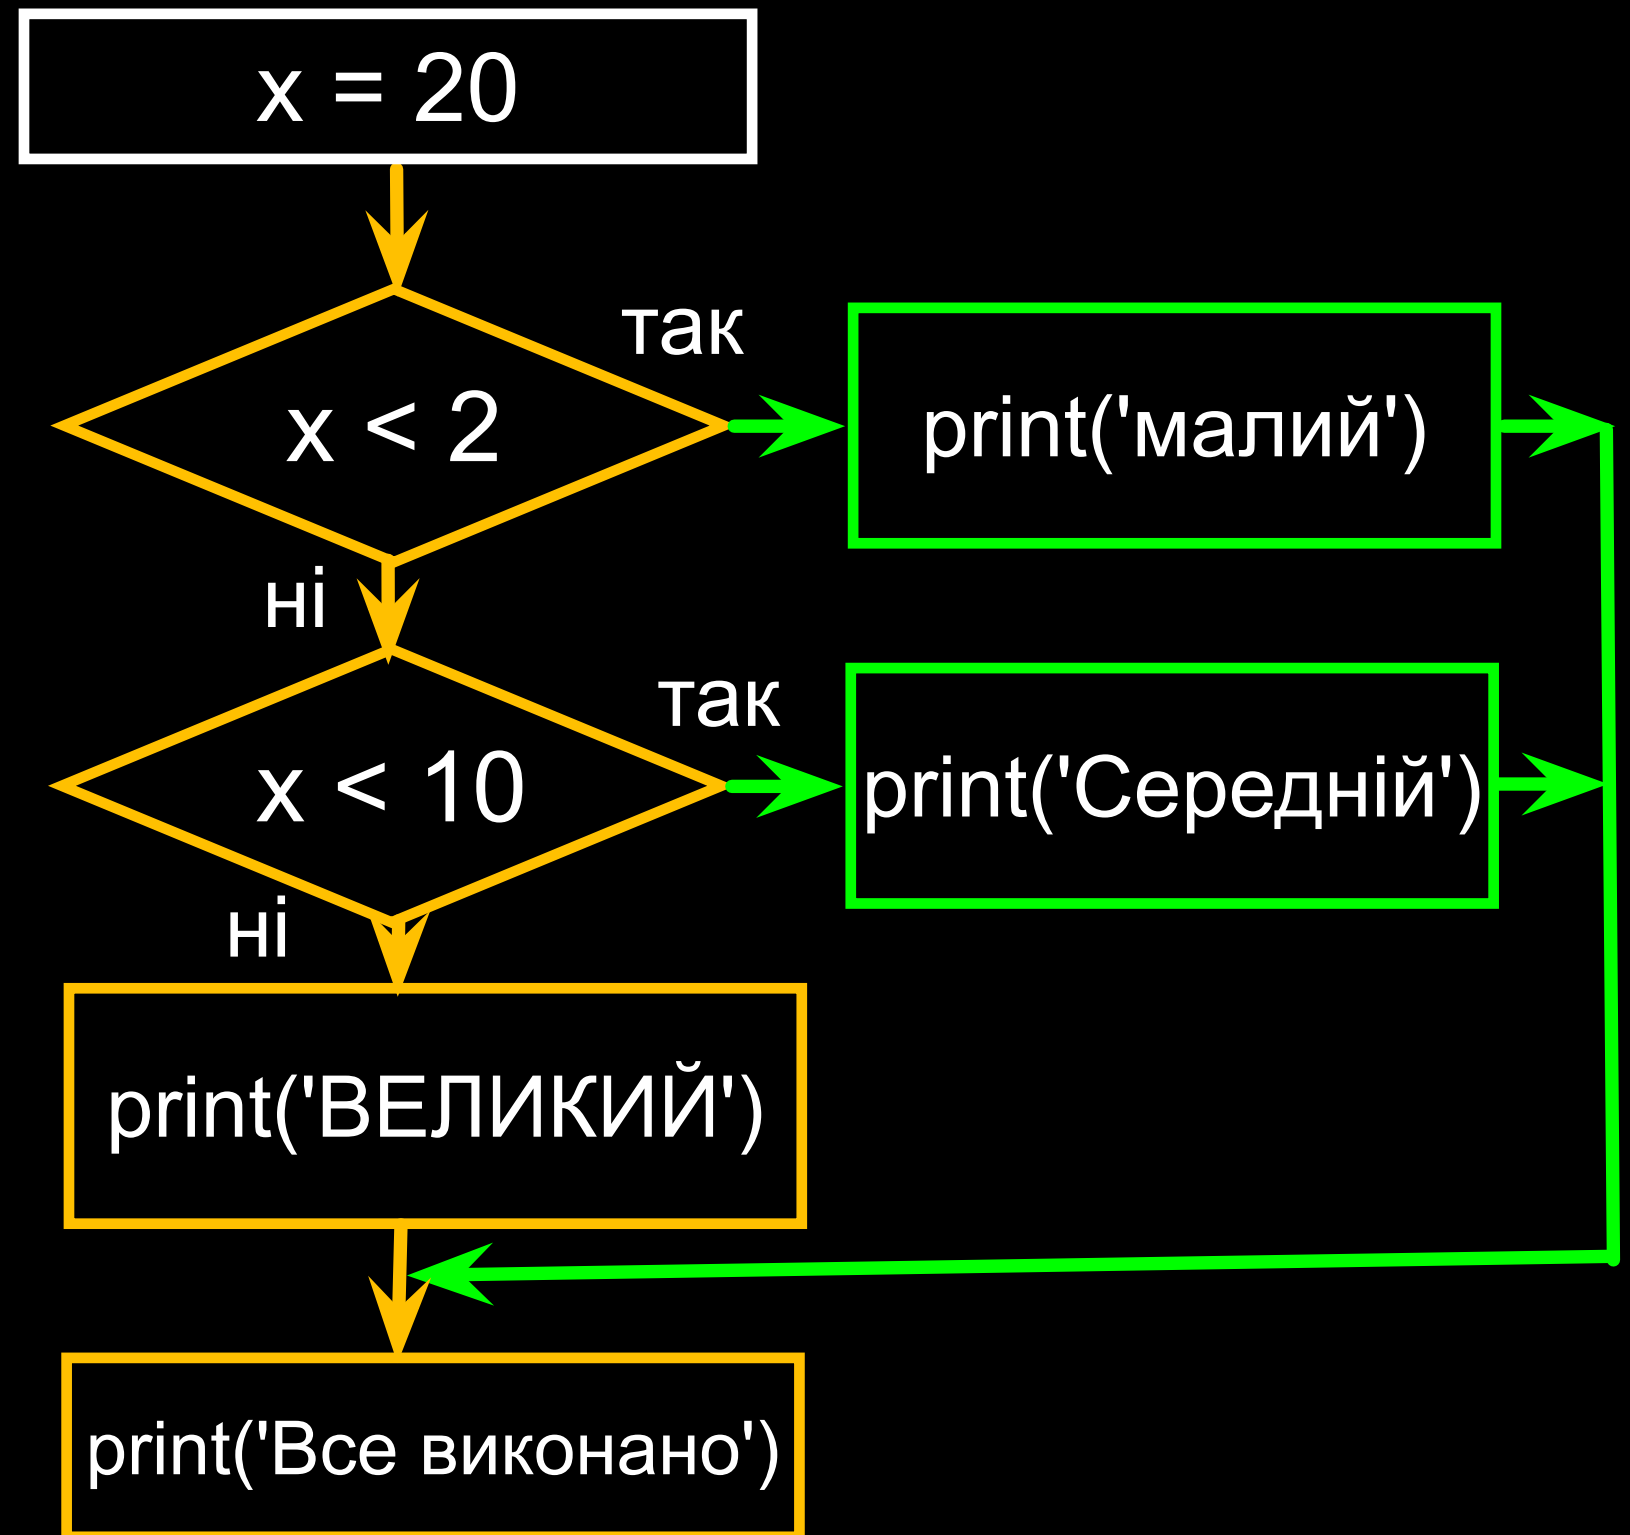 x = 20
так
x < 2
print('малий')
ні
так
x < 10
print('Середній')
ні
print('ВЕЛИКИЙ')
print('Все виконано')